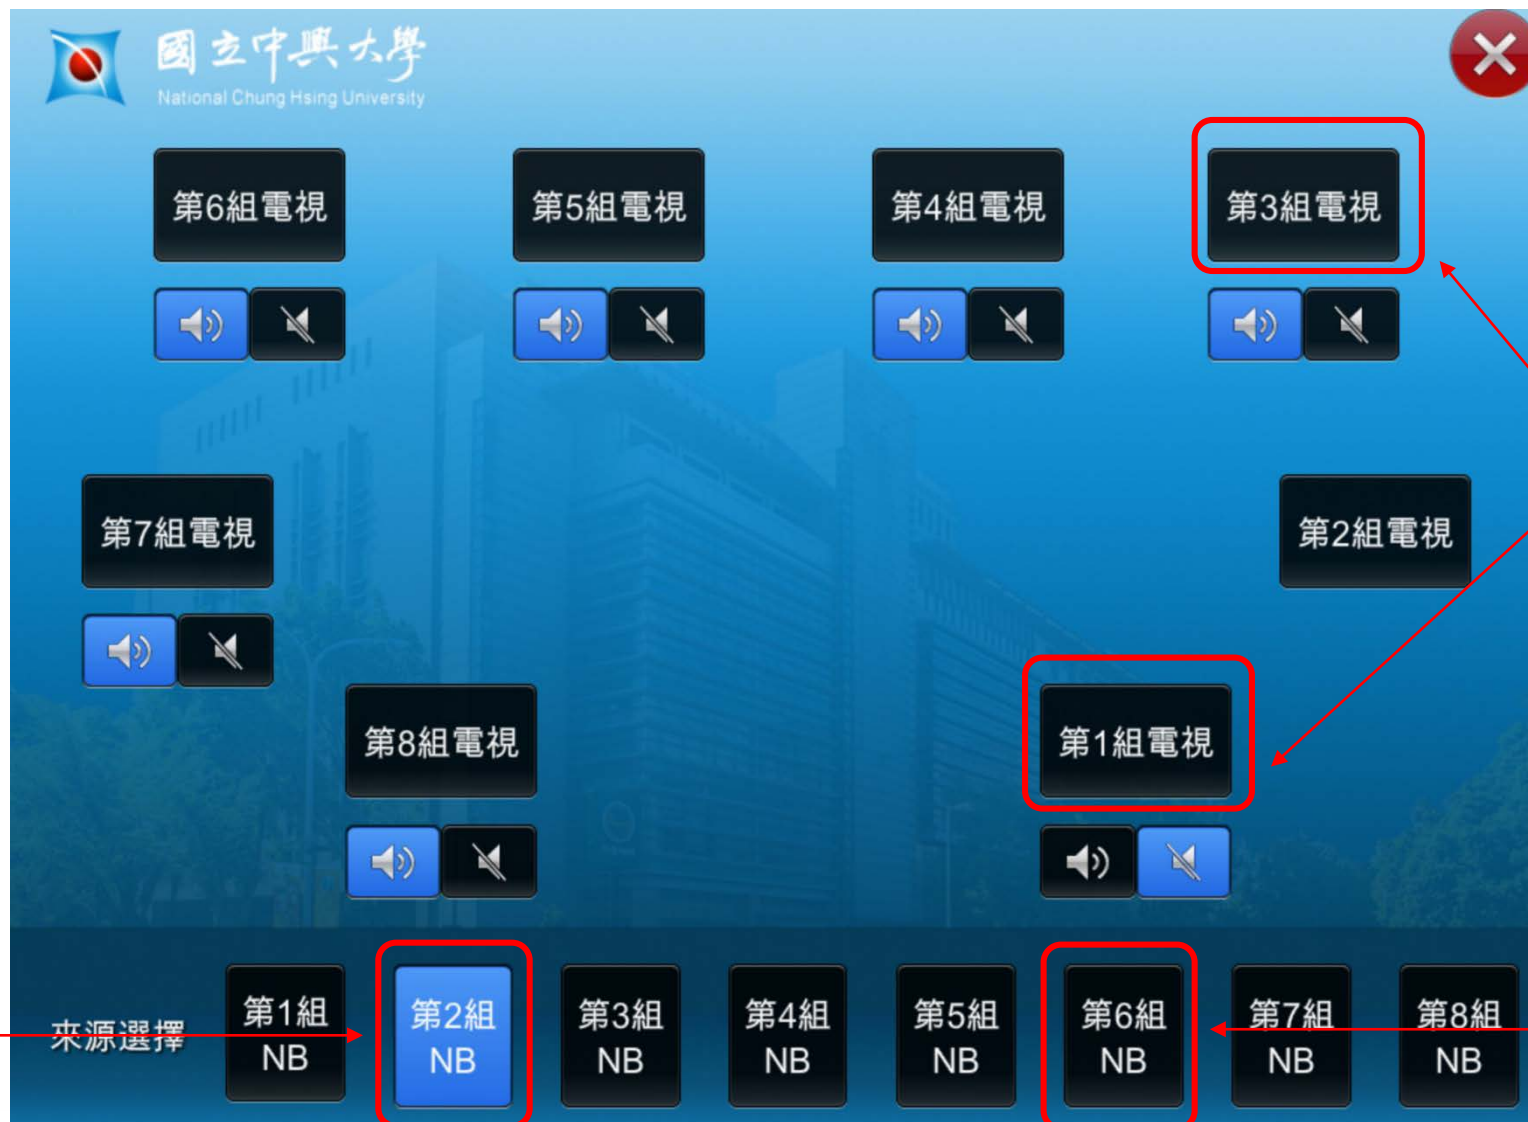 國立中興大學
National Chung Hsing University
第6組電視
第5組電視
第4組電視
第3組電視
第7組電視
第2組電視
第8組電視
第1組電視
來源選擇
第1組
NB
第2組
NB
第3組
NB
第4組
NB
第5組
NB
第6組
NB
第7組
NB
第8組
NB